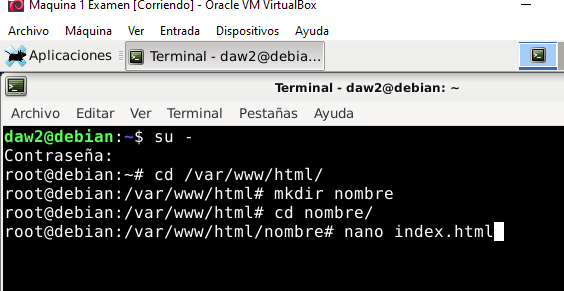 Maquina 1 Examen [Corriendo] - Oracle VM VirtualBox
Archivo Máquina Ver Entrada Dispositivos Ayuda
Aplicaciones Terminal - daw2@debia...
Terminal - daw2@debian: ~
Archivo Editar Ver Terminal Pestañas Ayuda
daw2@debian:~$ su -
Contraseña:
root@debian:~# cd /var/www/html/
root@debian:/var/www/html# mkdir nombre
root@debian:/var/www/html# cd nombre/
root@debian:/var/www/html/nombre# nano index.html